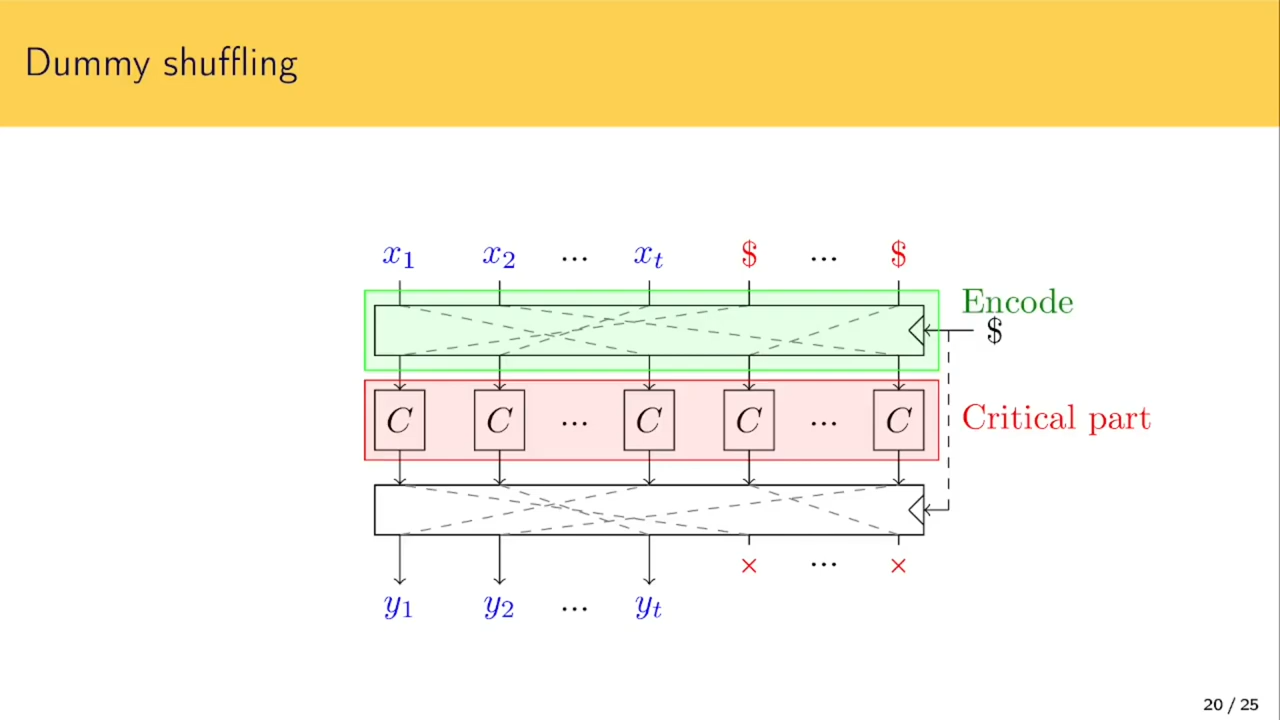 Dummy shuffling
x₁ x₂ ... xₜ $ ... $
Encode
$
C C ... C C ... C
Critical part
× ... ×
y₁ y₂ ... yₜ
20 / 25